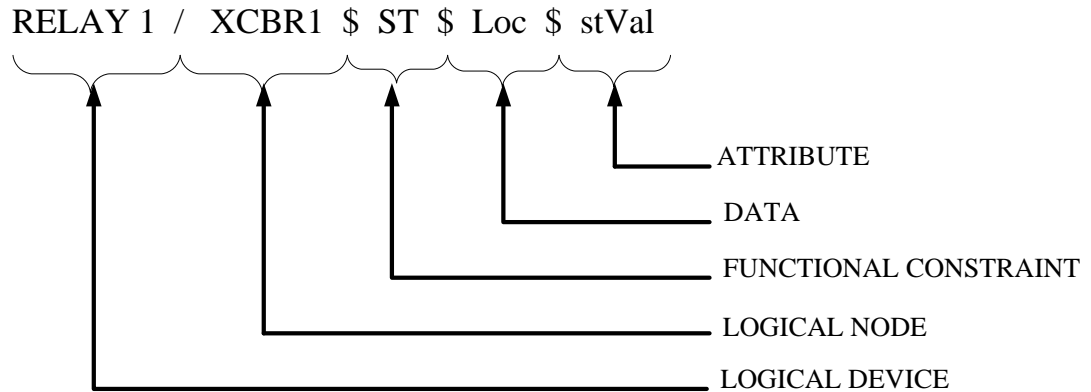 RELAY 1 / XCBR1 $ ST $ Loc $ stVal
ATTRIBUTE
DATA
FUNCTIONAL CONSTRAINT
LOGICAL NODE
LOGICAL DEVICE